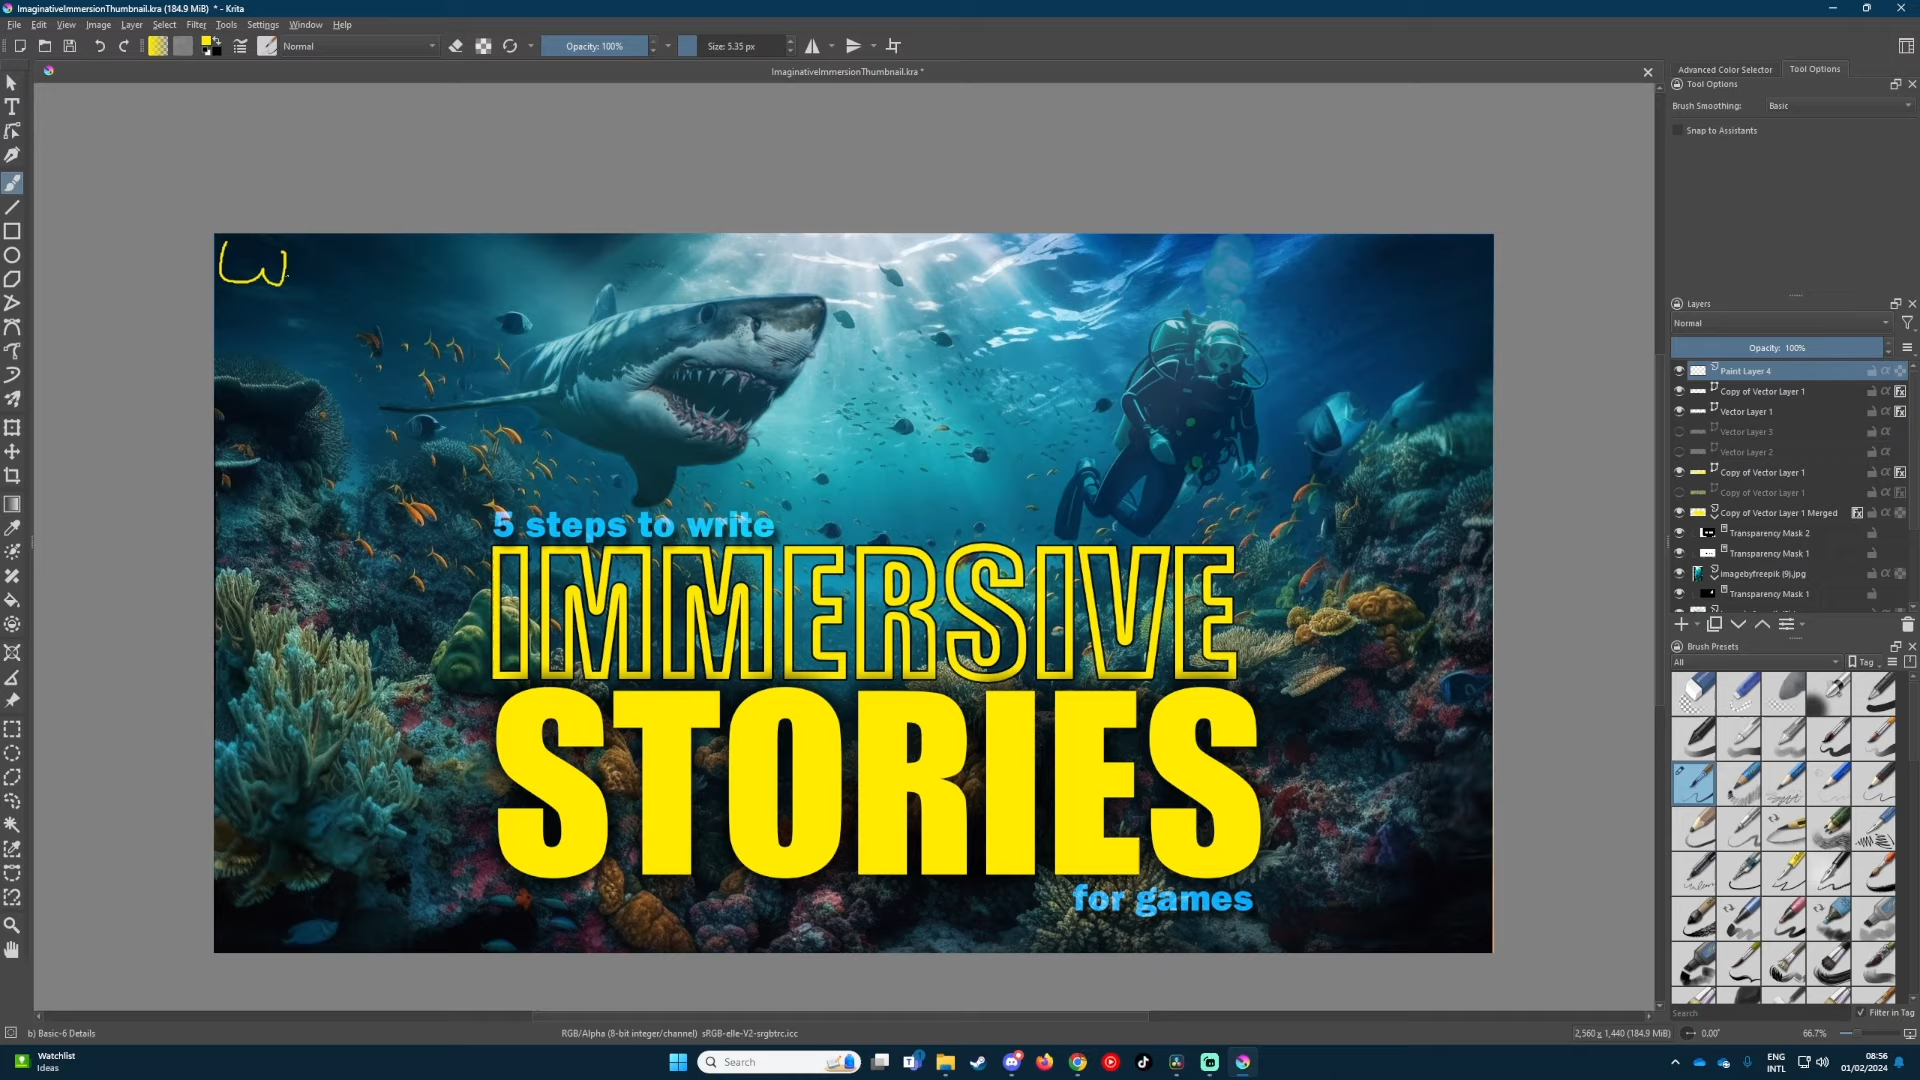 ImaginativeImmersionThumbnail.kra (184.9 MiB) * - Krita
File Edit View Image Layer Select Filter Tools Settings Window Help
Normal Opacity: 100% Size: 5.35 px
ImaginativeImmersionThumbnail.kra *
Advanced Color Selector Tool Options
Tool Options
Brush Smoothing: Basic
Snap to Assistants
Layers
Normal
Opacity: 100%
Paint Layer 4
Copy of Vector Layer 1
Vector Layer 1
Vector Layer 3
Vector Layer 2
Copy of Vector Layer 1
Copy of Vector Layer 1
Copy of Vector Layer 1 Merged
Transparency Mask 2
Transparency Mask 1
imagebyfreepik (9).jpg
Transparency Mask 1
Brush Presets
All Tag
W
5 steps to write
IMMERSIVE
STORIES
for games
Search Filter in Tag
b) Basic-6 Details RGB/Alpha (8-bit integer/channel) sRGB-elle-V2-srgbtrc.icc 2,560 x 1,440 (184.9 MiB) 0.00° 66.7%
Watchlist
Ideas
Search
ENG
INTL
08:56
01/02/2024